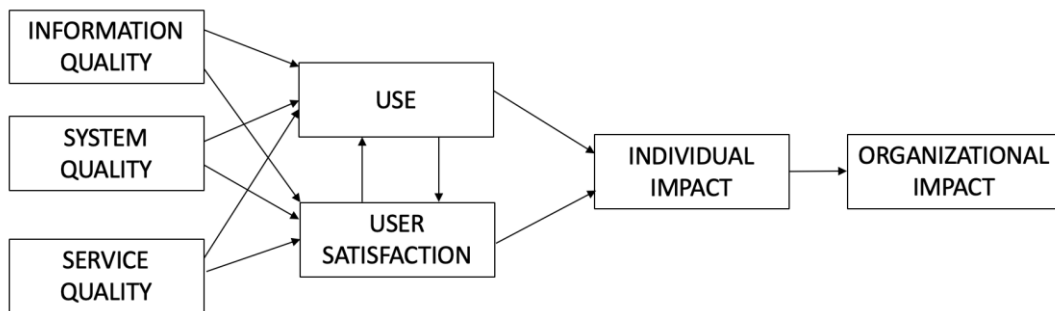 INFORMATION
QUALITY
SYSTEM
QUALITY
SERVICE
QUALITY
USE
USER
SATISFACTION
INDIVIDUAL
IMPACT
ORGANIZATIONAL
IMPACT